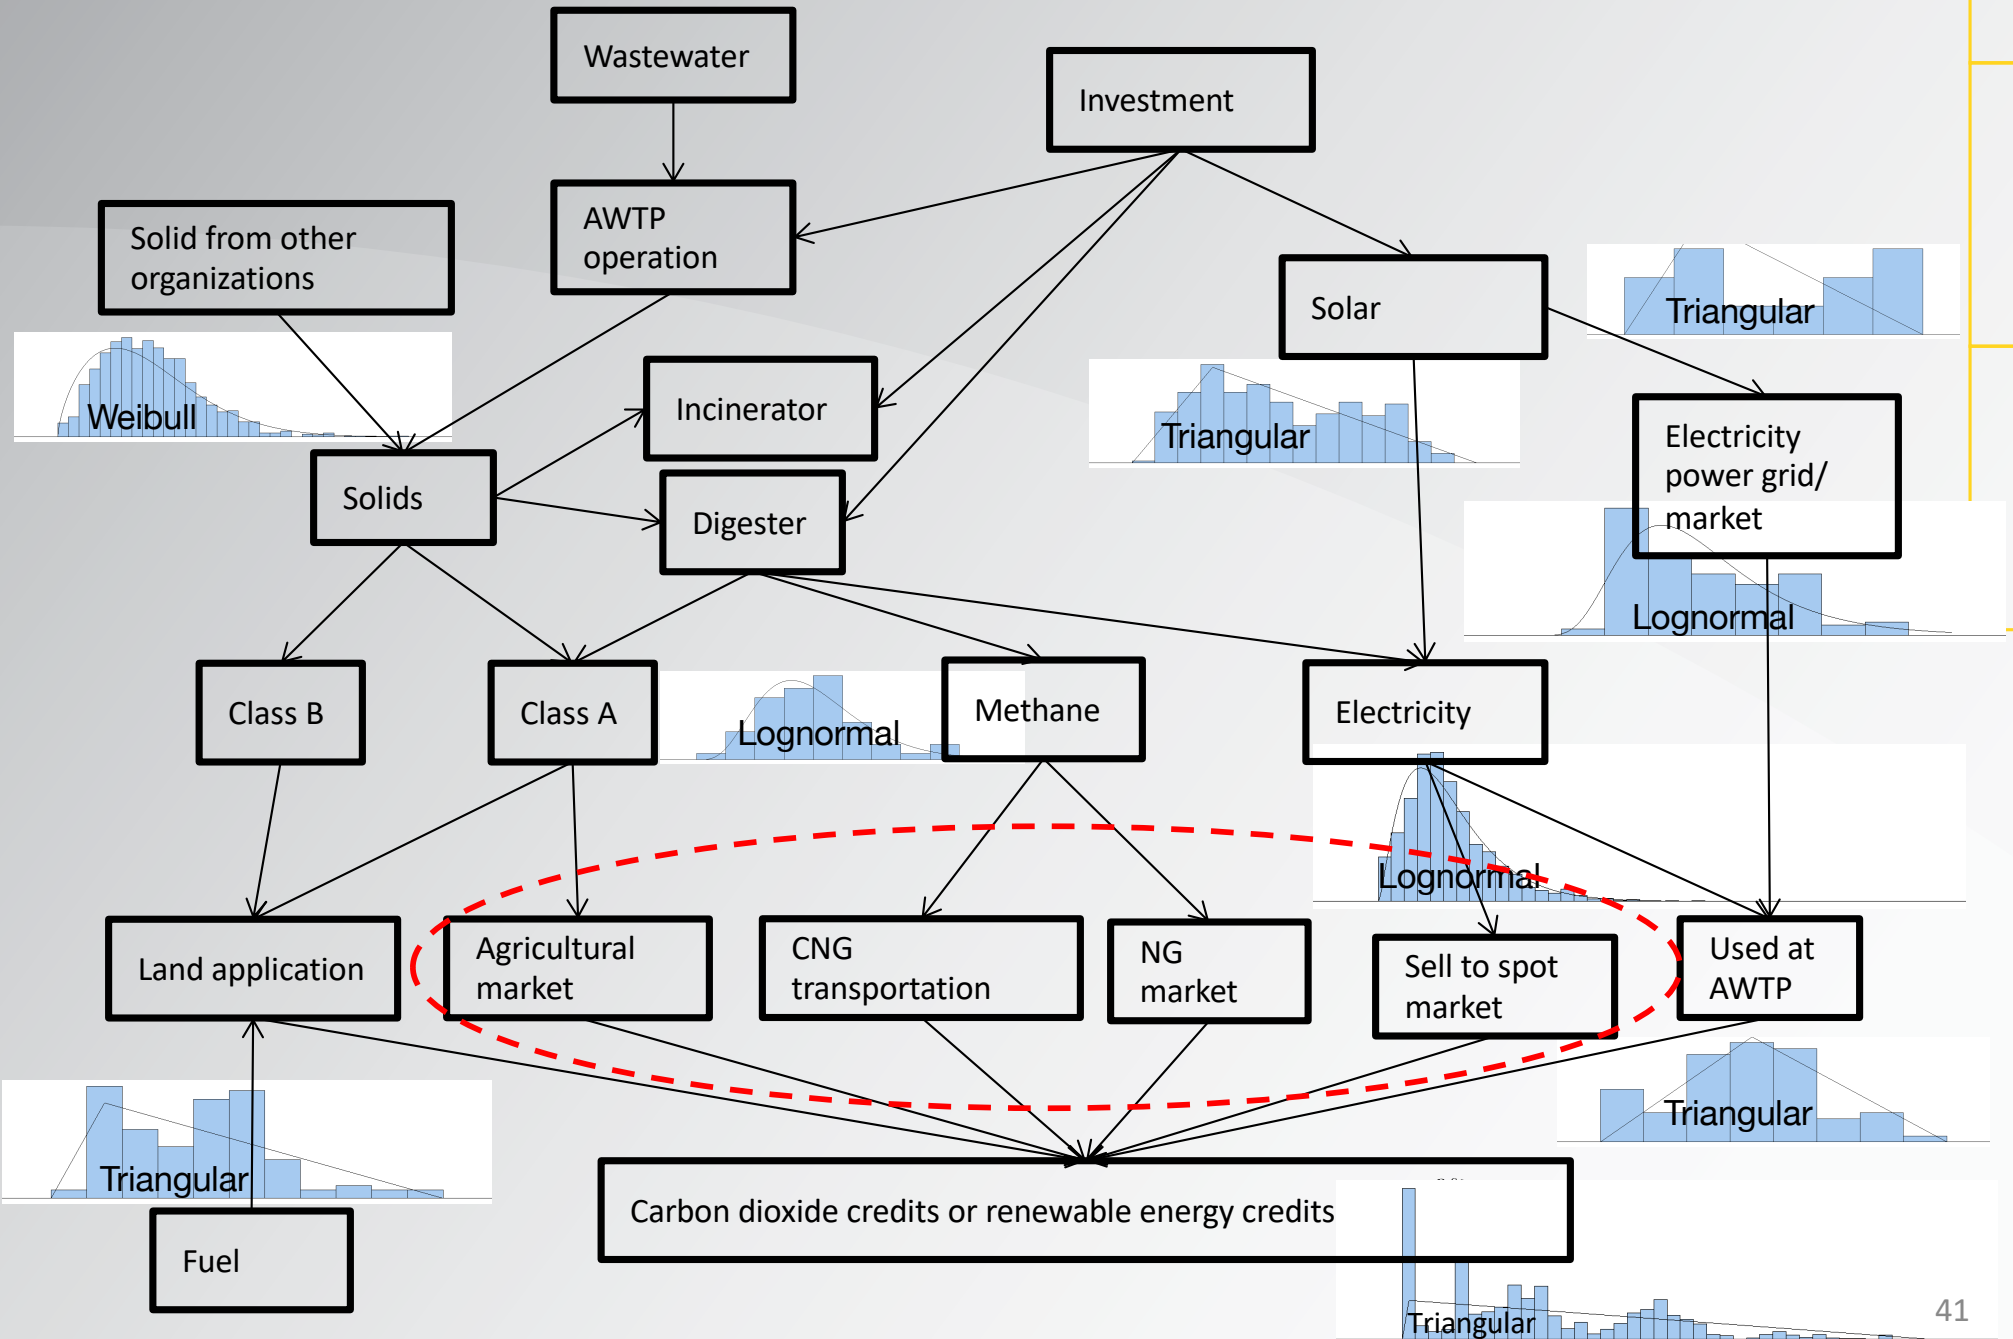 Wastewater
Investment
AWTP
operation
Solid from other
organizations
Solar
Triangular
Weibull
Incinerator
Triangular
Electricity
power grid/
market
Solids
Digester
Lognormal
Class B
Class A
Lognormal
Methane
Electricity
Lognormal
Land application
Agricultural
market
CNG
transportation
NG
market
Sell to spot
market
Used at
AWTP
Triangular
Triangular
Carbon dioxide credits or renewable energy credits
Fuel
Triangular
41